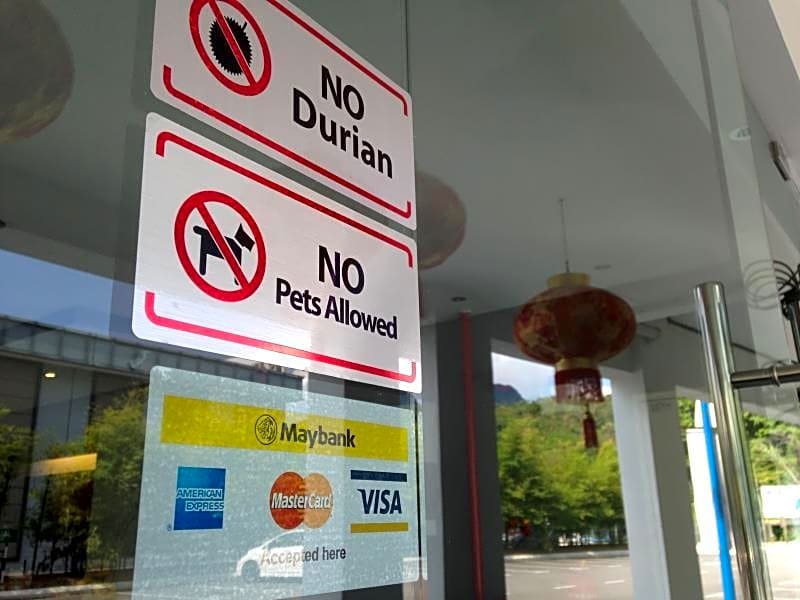 NO
Durian
NO
Pets Allowed
Maybank
AMERICAN
EXPRESS
MasterCard
VISA
Accepted here